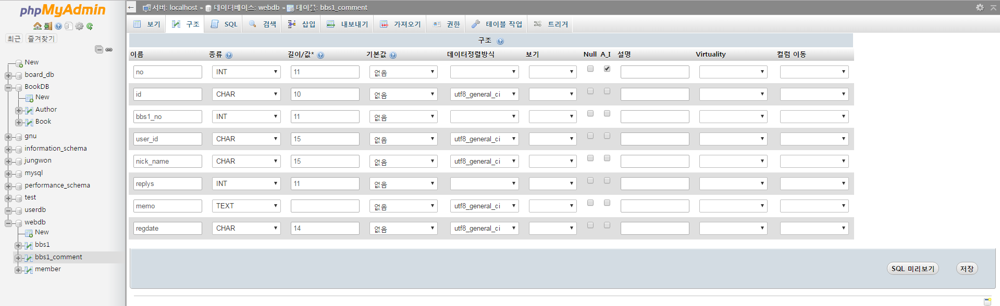 phpMyAdmin
최근 즐겨찾기
New
board_db
BookDB
New
Author
Book
gnu
information_schema
jungwon
mysql
performance_schema
test
userdb
webdb
New
bbs1
bbs1_comment
member
← 서버: localhost » 데이터베이스: webdb » 테이블: bbs1_comment
보기 구조 SQL 검색 삽입 내보내기 가져오기 권한 테이블 작업 트리거
구조
이름 종류 길이/값* 기본값 데이터정렬방식 보기 Null A_I 설명 Virtuality 컬럼 이동
no INT 11 없음
id CHAR 10 없음 utf8_general_ci
bbs1_no INT 11 없음
user_id CHAR 15 없음 utf8_general_ci
nick_name CHAR 15 없음 utf8_general_ci
replys INT 11 없음
memo TEXT 없음 utf8_general_ci
regdate CHAR 14 없음 utf8_general_ci
SQL 미리보기 저장